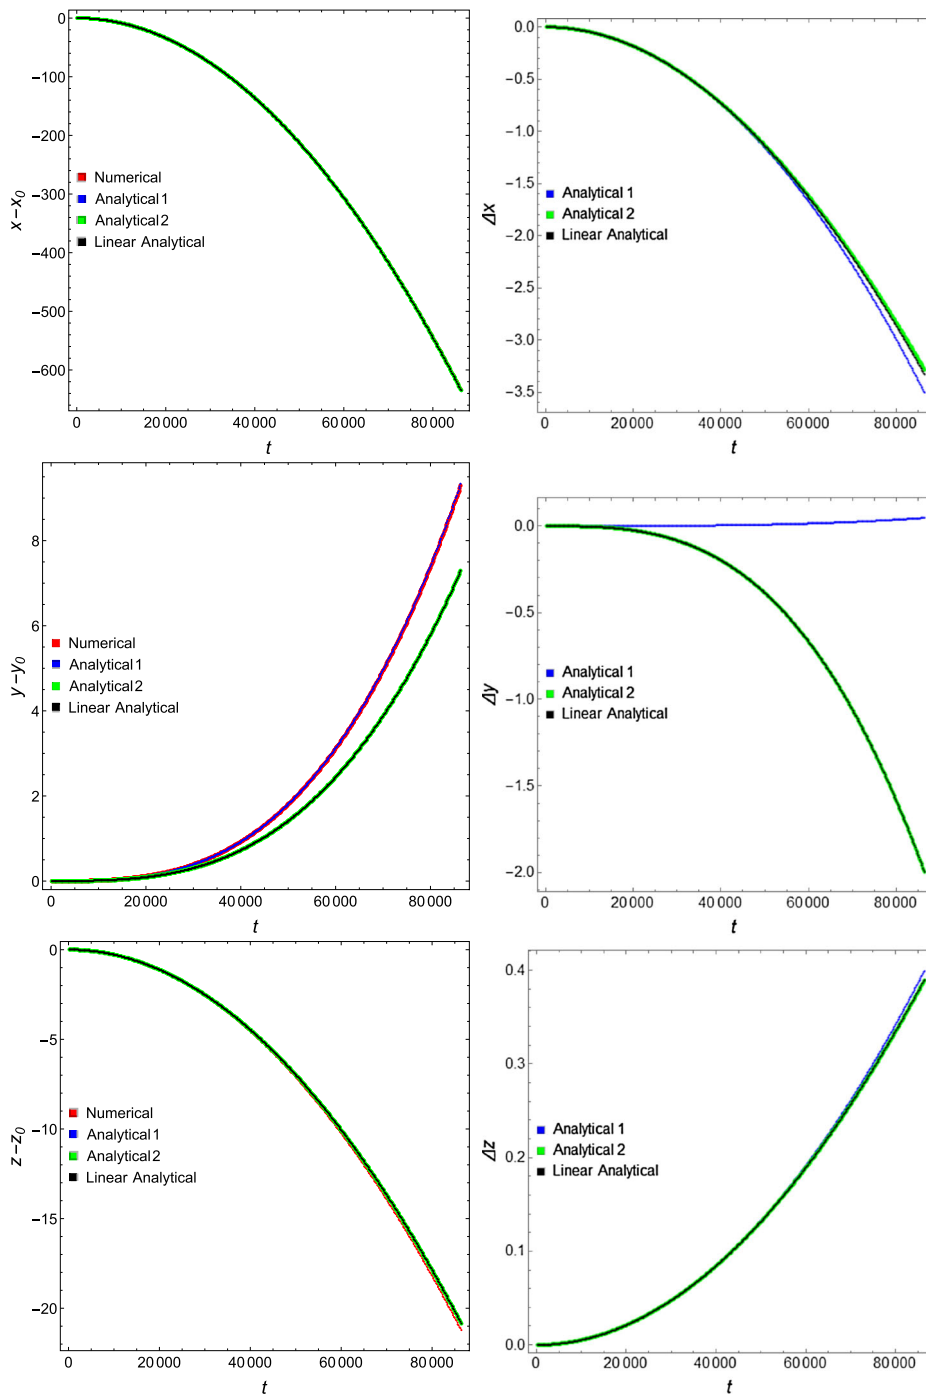 0
−100
−200
−300
−400
−500
−600
x−x0
Numerical
Analytical 1
Analytical 2
Linear Analytical
0 20000 40000 60000 80000
t
0.0
−0.5
−1.0
−1.5
−2.0
−2.5
−3.0
−3.5
Δx
Analytical 1
Analytical 2
Linear Analytical
0 20000 40000 60000 80000
t
8
6
4
2
0
y−y0
Numerical
Analytical 1
Analytical 2
Linear Analytical
0 20000 40000 60000 80000
t
0.0
−0.5
−1.0
−1.5
−2.0
Δy
Analytical 1
Analytical 2
Linear Analytical
0 20000 40000 60000 80000
t
0
−5
−10
−15
−20
z−z0
Numerical
Analytical 1
Analytical 2
Linear Analytical
0 20000 40000 60000 80000
t
0.4
0.3
0.2
0.1
0.0
Δz
Analytical 1
Analytical 2
Linear Analytical
0 20000 40000 60000 80000
t